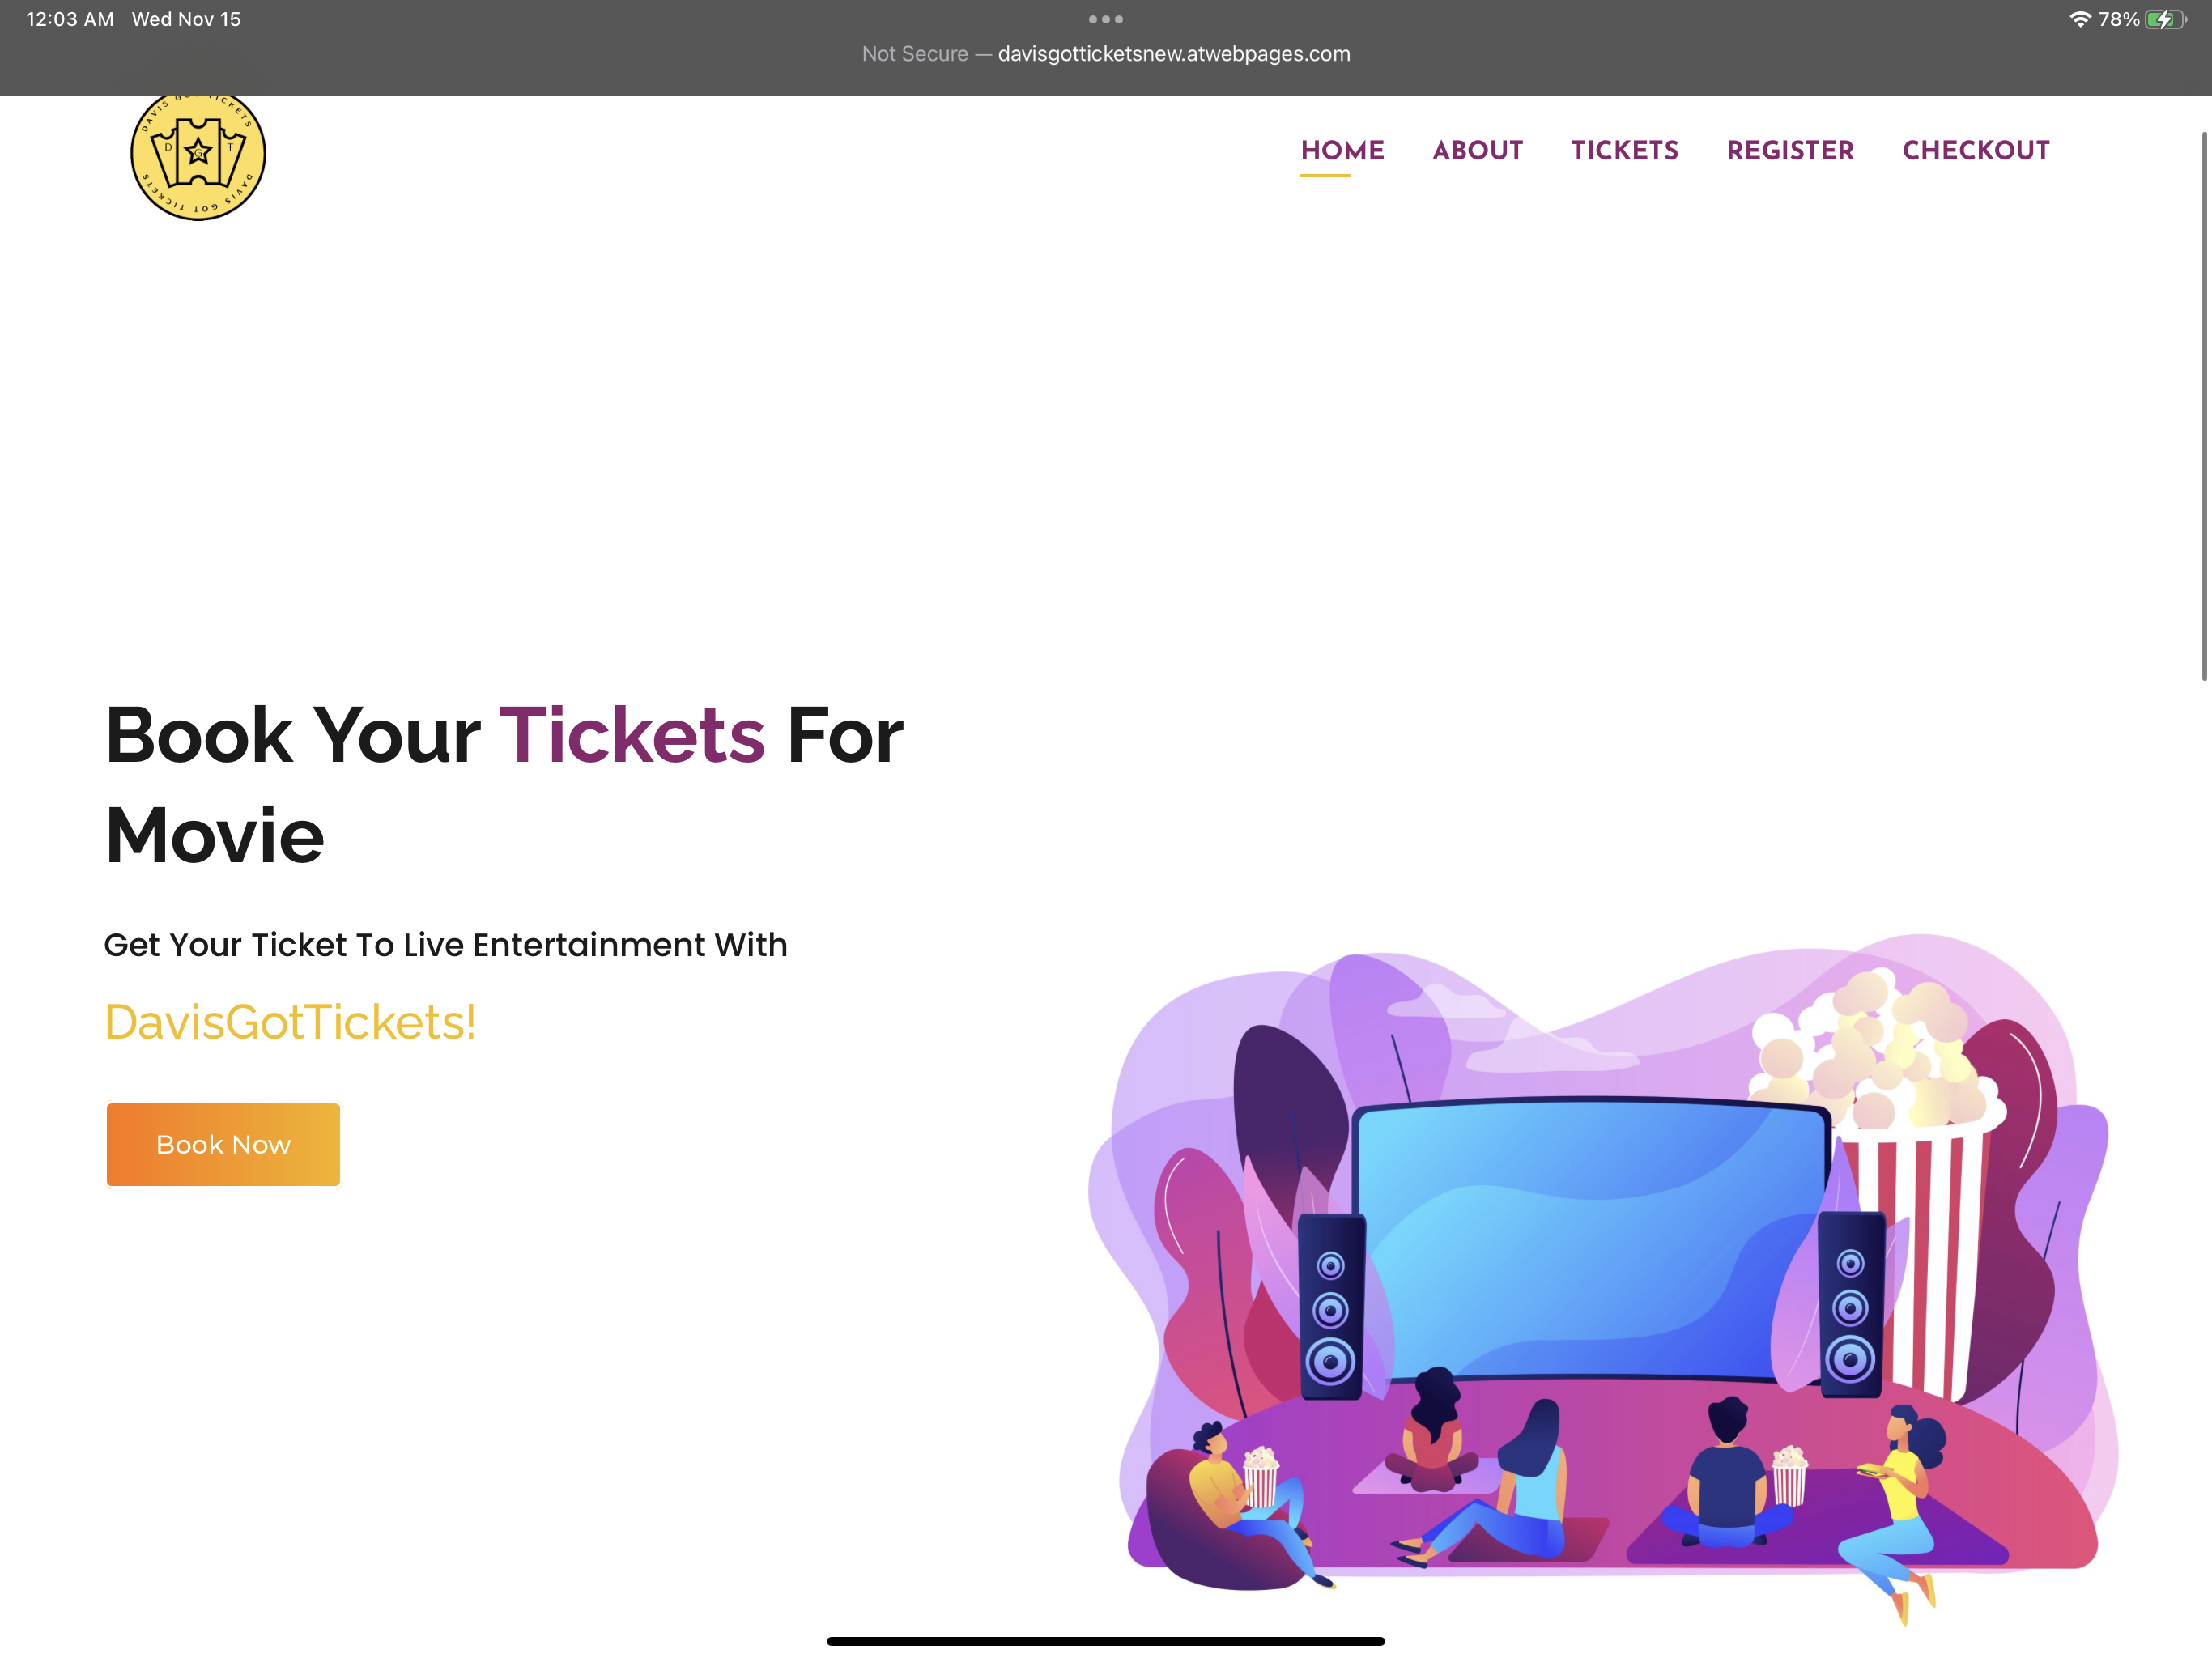 12:03 AM Wed Nov 15
78%
Not Secure — davisgotticketsnew.atwebpages.com
DAVIS GOT TICKETS
D G T
DAVIS GOT TICKETS
HOME ABOUT TICKETS REGISTER CHECKOUT
Book Your Tickets For
Movie
Get Your Ticket To Live Entertainment With
DavisGotTickets!
Book Now